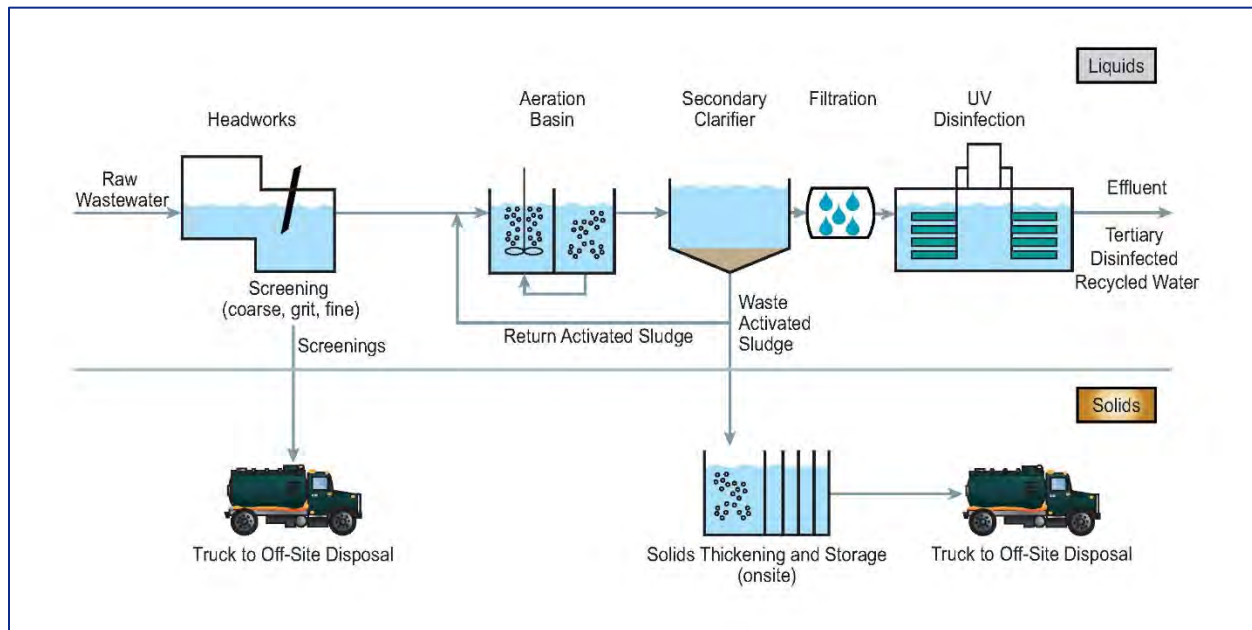 Liquids
Headworks
Aeration
Basin
Secondary
Clarifier
Filtration
UV
Disinfection
Raw
Wastewater
Effluent
Tertiary
Disinfected
Recycled Water
Screening
(coarse, grit, fine)
Screenings
Return Activated Sludge
Waste
Activated
Sludge
Solids
Truck to Off-Site Disposal
Solids Thickening and Storage
(onsite)
Truck to Off-Site Disposal